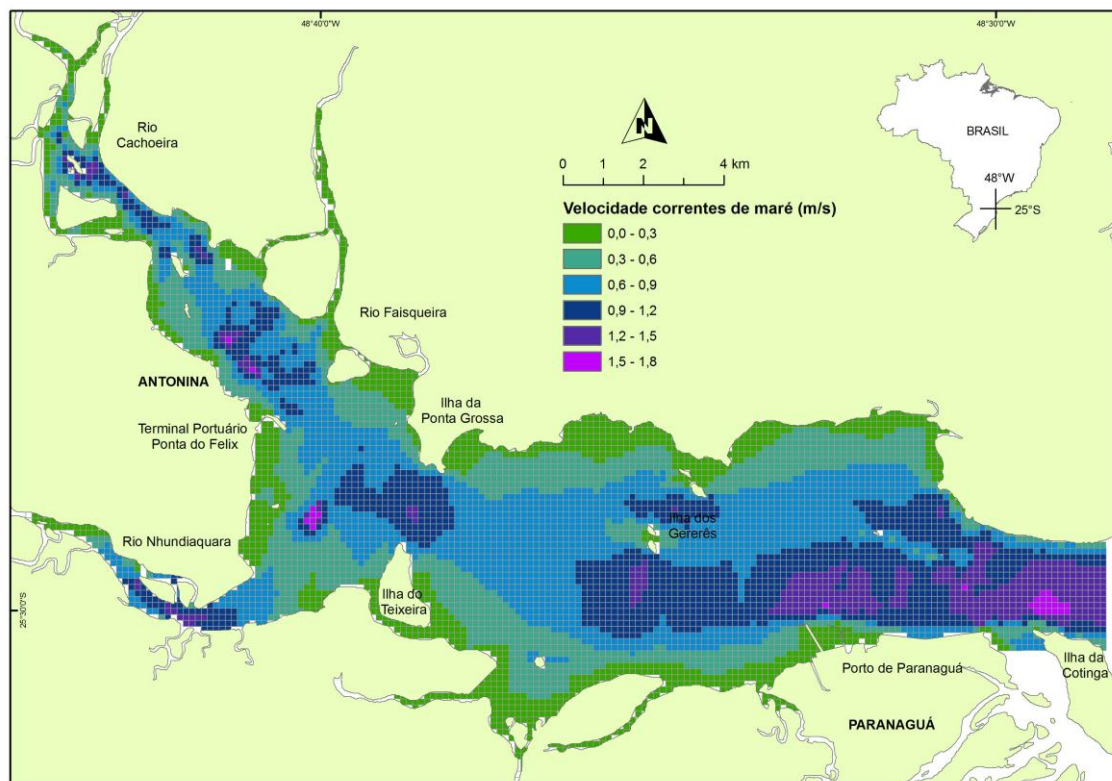 48°40'0"W
48°30'0"W
Rio
Cachoeira
N
BRASIL
0 1 2 4 km
48°W
25°S
Velocidade correntes de maré (m/s)
0,0 - 0,3
0,3 - 0,6
0,6 - 0,9
0,9 - 1,2
1,2 - 1,5
1,5 - 1,8
Rio Faisqueira
ANTONINA
Ilha da
Ponta Grossa
Terminal Portuário
Ponta do Felix
Ilha dos
Gererês
Rio Nhundiaquara
25°30'0"S
Ilha do
Teixeira
Porto de Paranaguá
Ilha da
Cotinga
PARANAGUÁ